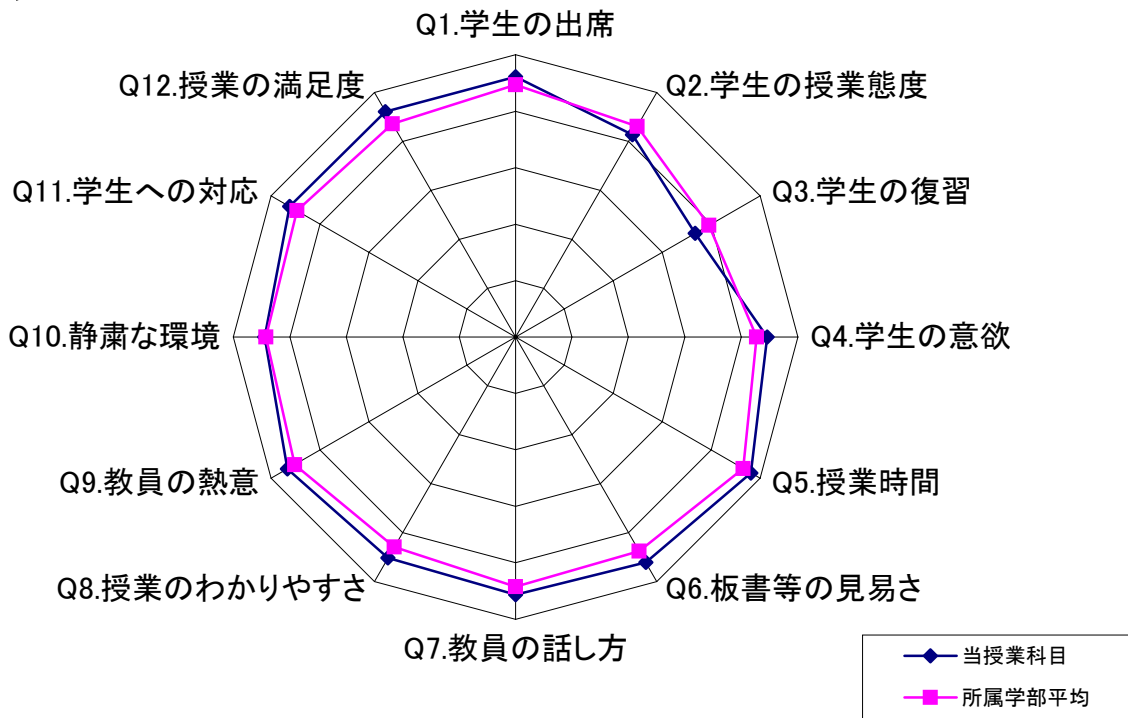 Q1.学生の出席
Q2.学生の授業態度
Q3.学生の復習
Q4.学生の意欲
Q5.授業時間
Q6.板書等の見易さ
Q7.教員の話し方
Q8.授業のわかりやすさ
Q9.教員の熱意
Q10.静粛な環境
Q11.学生への対応
Q12.授業の満足度
当授業科目
所属学部平均